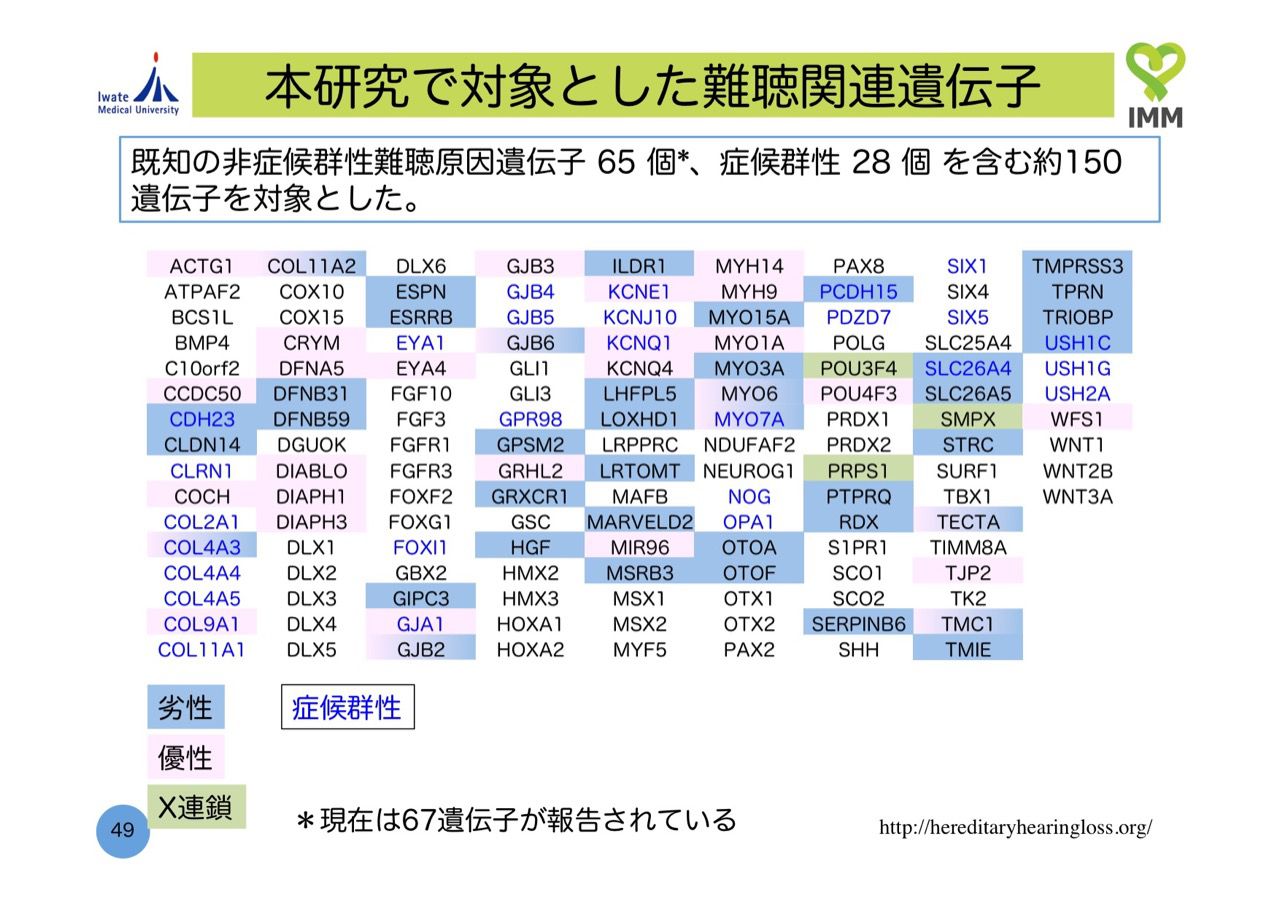 Iwate
Medical University
本研究で対象とした難聴関連遺伝子
IMM
既知の非症候群性難聴原因遺伝子 65 個*、症候群性 28 個 を含む約150
遺伝子を対象とした。
ACTG1 COL11A2 DLX6 GJB3 ILDR1 MYH14 PAX8 SIX1 TMPRSS3
ATPAF2 COX10 ESPN GJB4 KCNE1 MYH9 PCDH15 SIX4 TPRN
BCS1L COX15 ESRRB GJB5 KCNJ10 MYO15A PDZD7 SIX5 TRIOBP
BMP4 CRYM EYA1 GJB6 KCNQ1 MYO1A POLG SLC25A4 USH1C
C10orf2 DFNA5 EYA4 GLI1 KCNQ4 MYO3A POU3F4 SLC26A4 USH1G
CCDC50 DFNB31 FGF10 GLI3 LHFPL5 MYO6 POU4F3 SLC26A5 USH2A
CDH23 DFNB59 FGF3 GPR98 LOXHD1 MYO7A PRDX1 SMPX WFS1
CLDN14 DGUOK FGFR1 GPSM2 LRPPRC NDUFAF2 PRDX2 STRC WNT1
CLRN1 DIABLO FGFR3 GRHL2 LRTOMT NEUROG1 PRPS1 SURF1 WNT2B
COCH DIAPH1 FOXF2 GRXCR1 MAFB NOG PTPRQ TBX1 WNT3A
COL2A1 DIAPH3 FOXG1 GSC MARVELD2 OPA1 RDX TECTA
COL4A3 DLX1 FOXI1 HGF MIR96 OTOA S1PR1 TIMM8A
COL4A4 DLX2 GBX2 HMX2 MSRB3 OTOF SCO1 TJP2
COL4A5 DLX3 GIPC3 HMX3 MSX1 OTX1 SCO2 TK2
COL9A1 DLX4 GJA1 HOXA1 MSX2 OTX2 SERPINB6 TMC1
COL11A1 DLX5 GJB2 HOXA2 MYF5 PAX2 SHH TMIE
劣性 症候群性
優性
X連鎖
49
＊現在は67遺伝子が報告されている
http://hereditaryhearingloss.org/